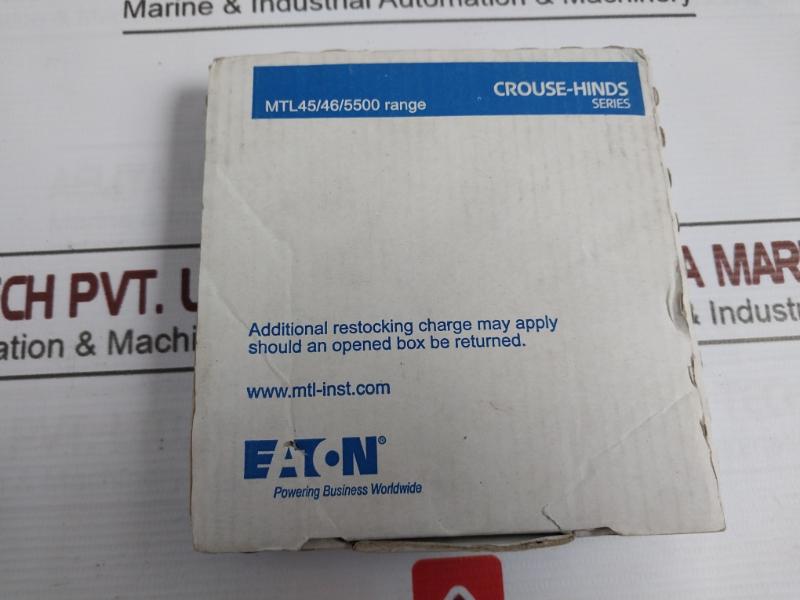 Marine & Industrial Automation & Machinery
MTL45/46/5500 range
CROUSE-HINDS
SERIES
CH PVT.
A MAR
ation & Machi
& Industri
Additional restocking charge may apply
should an opened box be returned.
www.mtl-inst.com
EATON®
Powering Business Worldwide